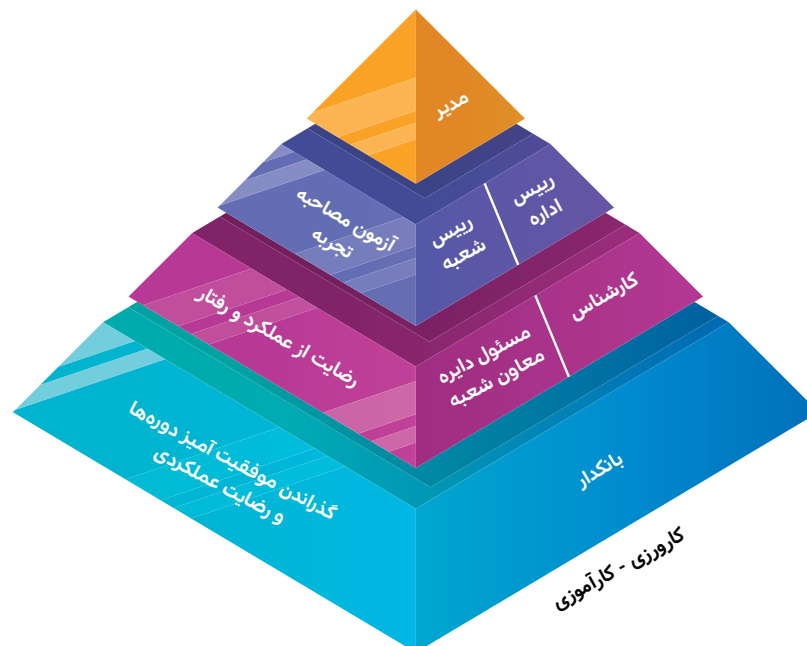 مدیر
رییس
اداره
رییس
شعبه
آزمون مصاحبه
تجربه
کارشناس
مسئول دایره
معاون شعبه
رضایت از عملکرد و رفتار
بانکدار
گذراندن موفقیت آمیز دوره‌ها
و رضایت عملکردی
کارورزی - کارآموزی